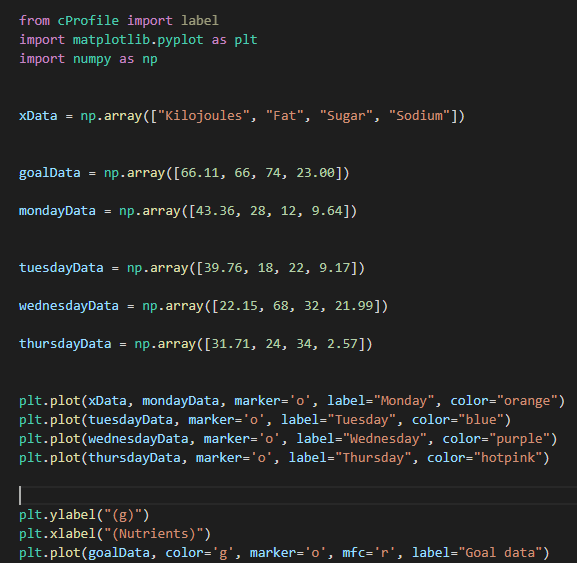 from cProfile import label
import matplotlib.pyplot as plt
import numpy as np
xData = np.array(["Kilojoules", "Fat", "Sugar", "Sodium"])
goalData = np.array([66.11, 66, 74, 23.00])
mondayData = np.array([43.36, 28, 12, 9.64])
tuesdayData = np.array([39.76, 18, 22, 9.17])
wednesdayData = np.array([22.15, 68, 32, 21.99])
thursdayData = np.array([31.71, 24, 34, 2.57])
plt.plot(xData, mondayData, marker='o', label="Monday", color="orange")
plt.plot(tuesdayData, marker='o', label="Tuesday", color="blue")
plt.plot(wednesdayData, marker='o', label="Wednesday", color="purple")
plt.plot(thursdayData, marker='o', label="Thursday", color="hotpink")
plt.ylabel("(g)")
plt.xlabel("(Nutrients)")
plt.plot(goalData, color='g', marker='o', mfc='r', label="Goal data")